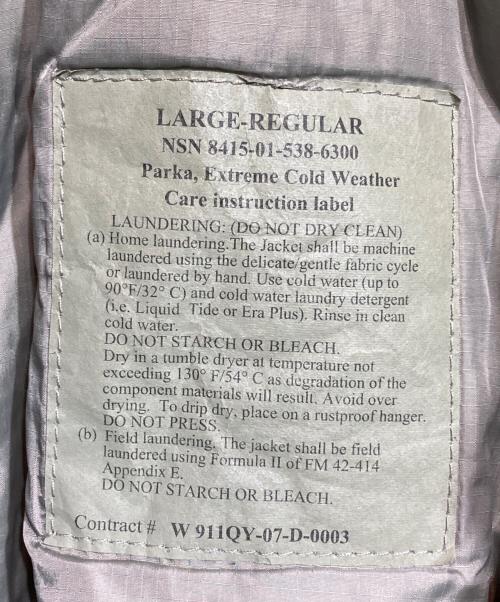 LARGE-REGULAR
NSN 8415-01-538-6300
Parka, Extreme Cold Weather
Care instruction label
LAUNDERING: (DO NOT DRY CLEAN)
(a) Home laundering.The Jacket shall be machine
laundered using the delicate/gentle fabric cycle
or laundered by hand. Use cold water (up to
90°F/32° C) and cold water laundry detergent
(i.e. Liquid Tide or Era Plus). Rinse in clean
cold water.
DO NOT STARCH OR BLEACH.
Dry in a tumble dryer at temperature not
exceeding 130° F/54° C as degradation of the
component materials will result. Avoid over
drying. To drip dry, place on a rustproof hanger.
DO NOT PRESS.
(b) Field laundering. The jacket shall be field
laundered using Formula II of FM 42-414
Appendix E.
DO NOT STARCH OR BLEACH.
Contract # W 911QY-07-D-0003